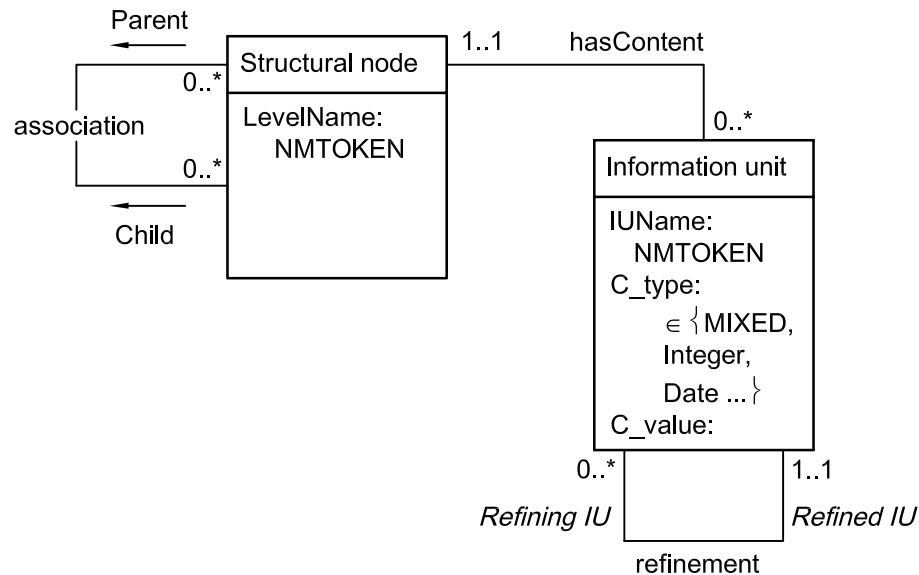 Parent
1..1
hasContent
Structural node
0..*
LevelName:
NMTOKEN
association
0..*
Child
0..*
Information unit
IUName:
NMTOKEN
C_type:
∈ {MIXED,
Integer,
Date ...}
C_value:
0..*
1..1
Refining IU
Refined IU
refinement